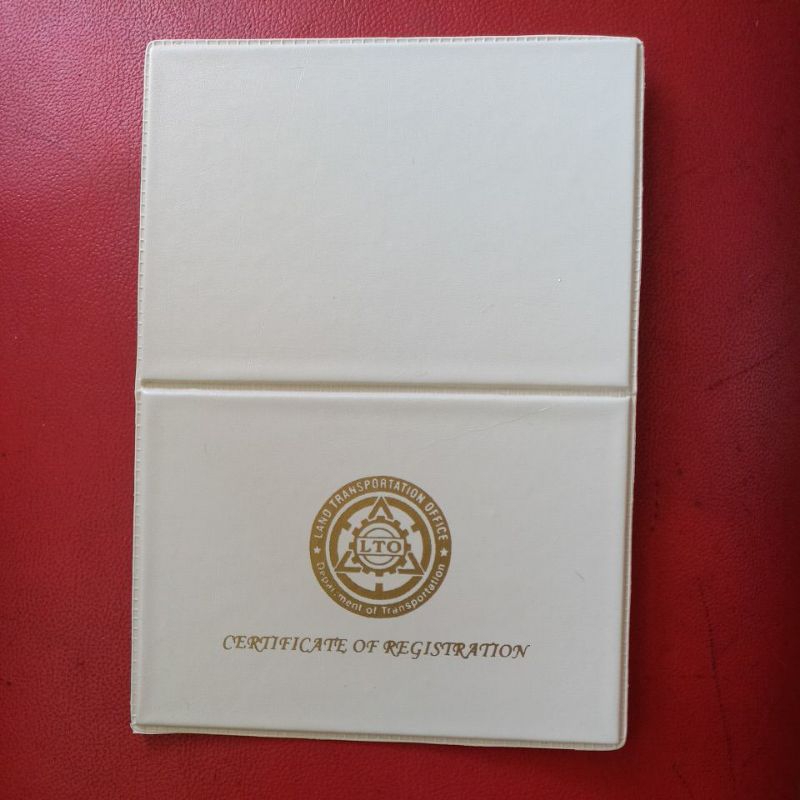 LAND TRANSPORTATION OFFICE
LTO
Department of Transportation
CERTIFICATE OF REGISTRATION